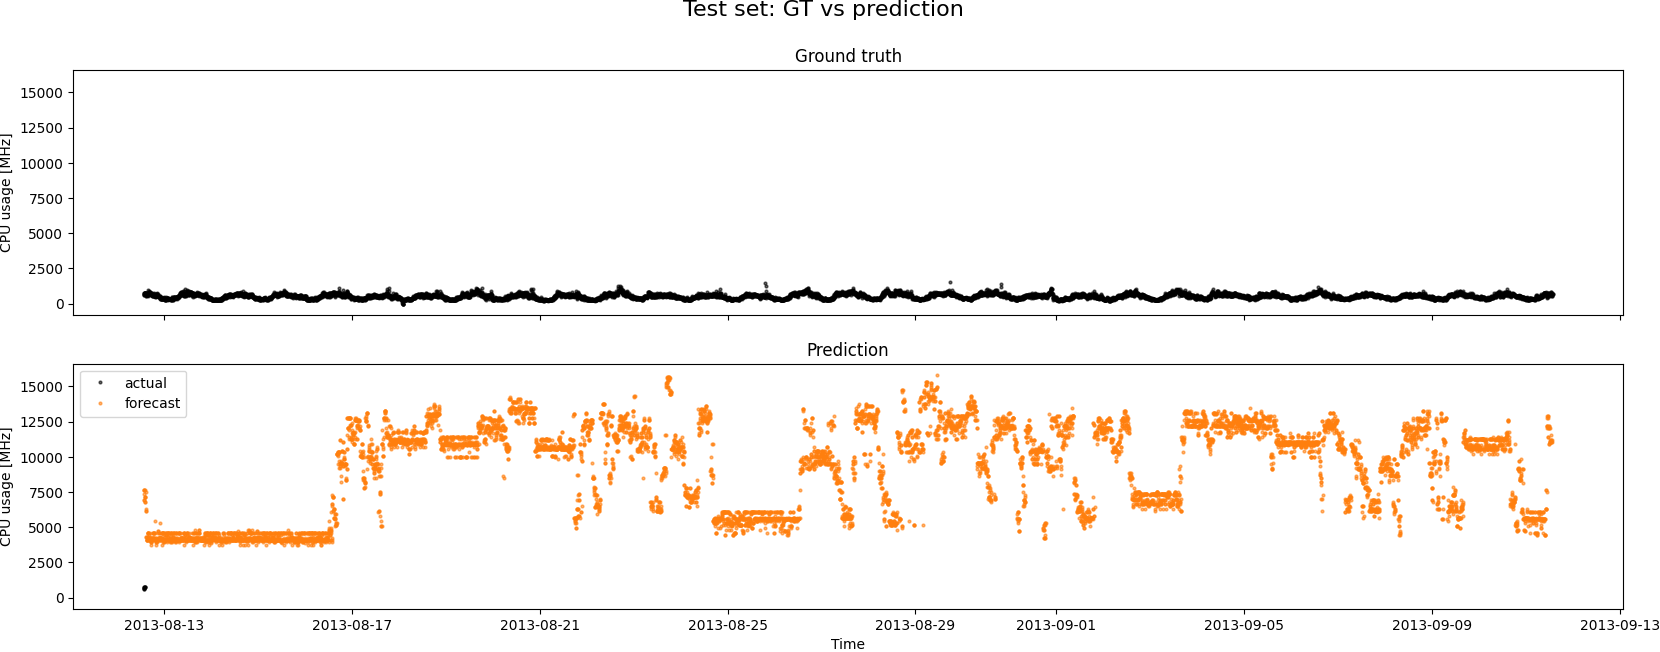 Test set: GT vs prediction
Ground truth
CPU usage [MHz]
15000
12500
10000
7500
5000
2500
0
Prediction
CPU usage [MHz]
15000
12500
10000
7500
5000
2500
0
actual
forecast
2013-08-13 2013-08-17 2013-08-21 2013-08-25 2013-08-29 2013-09-01 2013-09-05 2013-09-09 2013-09-13
Time